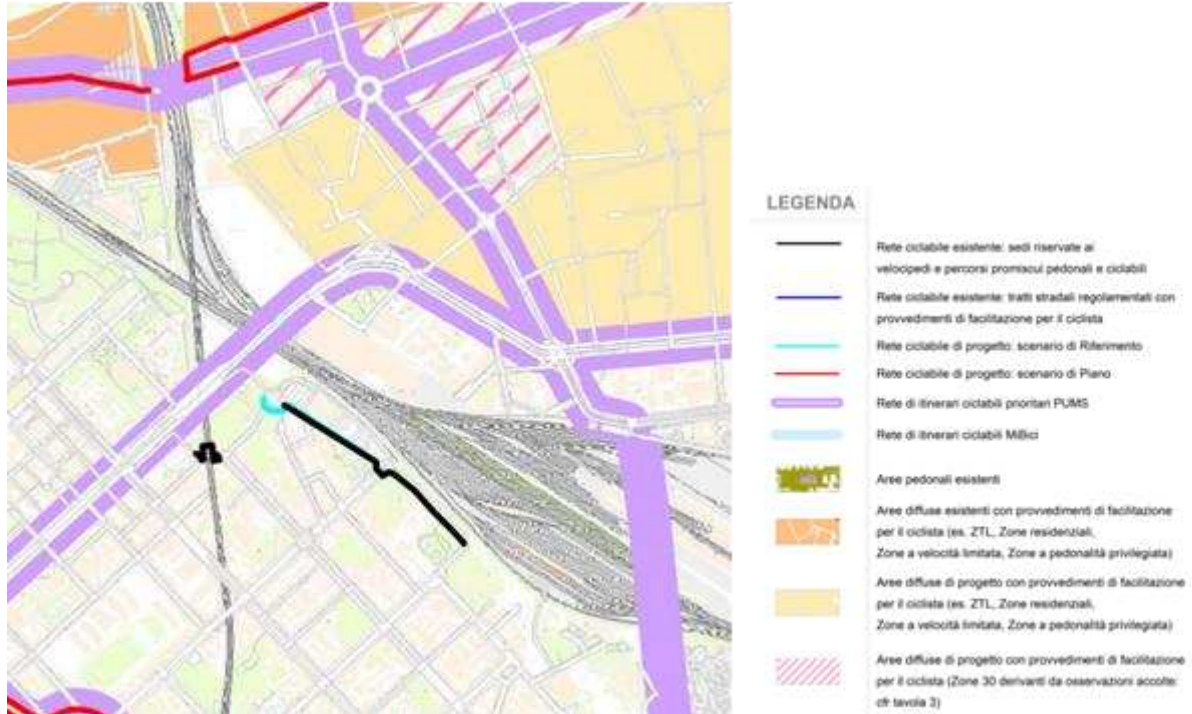 LEGENDA
Rete ciclabile esistente: sedi riservate ai
velocipedi e percorsi promiscui pedonali e ciclabili
Rete ciclabile esistente: tratti stradali regolamentati con
provvedimenti di facilitazione per il ciclista
Rete ciclabile di progetto: scenario di Riferimento
Rete ciclabile di progetto: scenario di Piano
Rete di itinerari ciclabili prioritari PUMS
Rete di itinerari ciclabili MiBici
Aree pedonali esistenti
Aree diffuse esistenti con provvedimenti di facilitazione
per il ciclista (es. ZTL, Zone residenziali,
Zone a velocità limitata, Zone a pedonalità privilegiata)
Aree diffuse di progetto con provvedimenti di facilitazione
per il ciclista (es. ZTL, Zone residenziali,
Zone a velocità limitata, Zone a pedonalità privilegiata)
Aree diffuse di progetto con provvedimenti di facilitazione
per il ciclista (Zone 30 derivanti da osservazioni accolte:
cfr tavola 3)